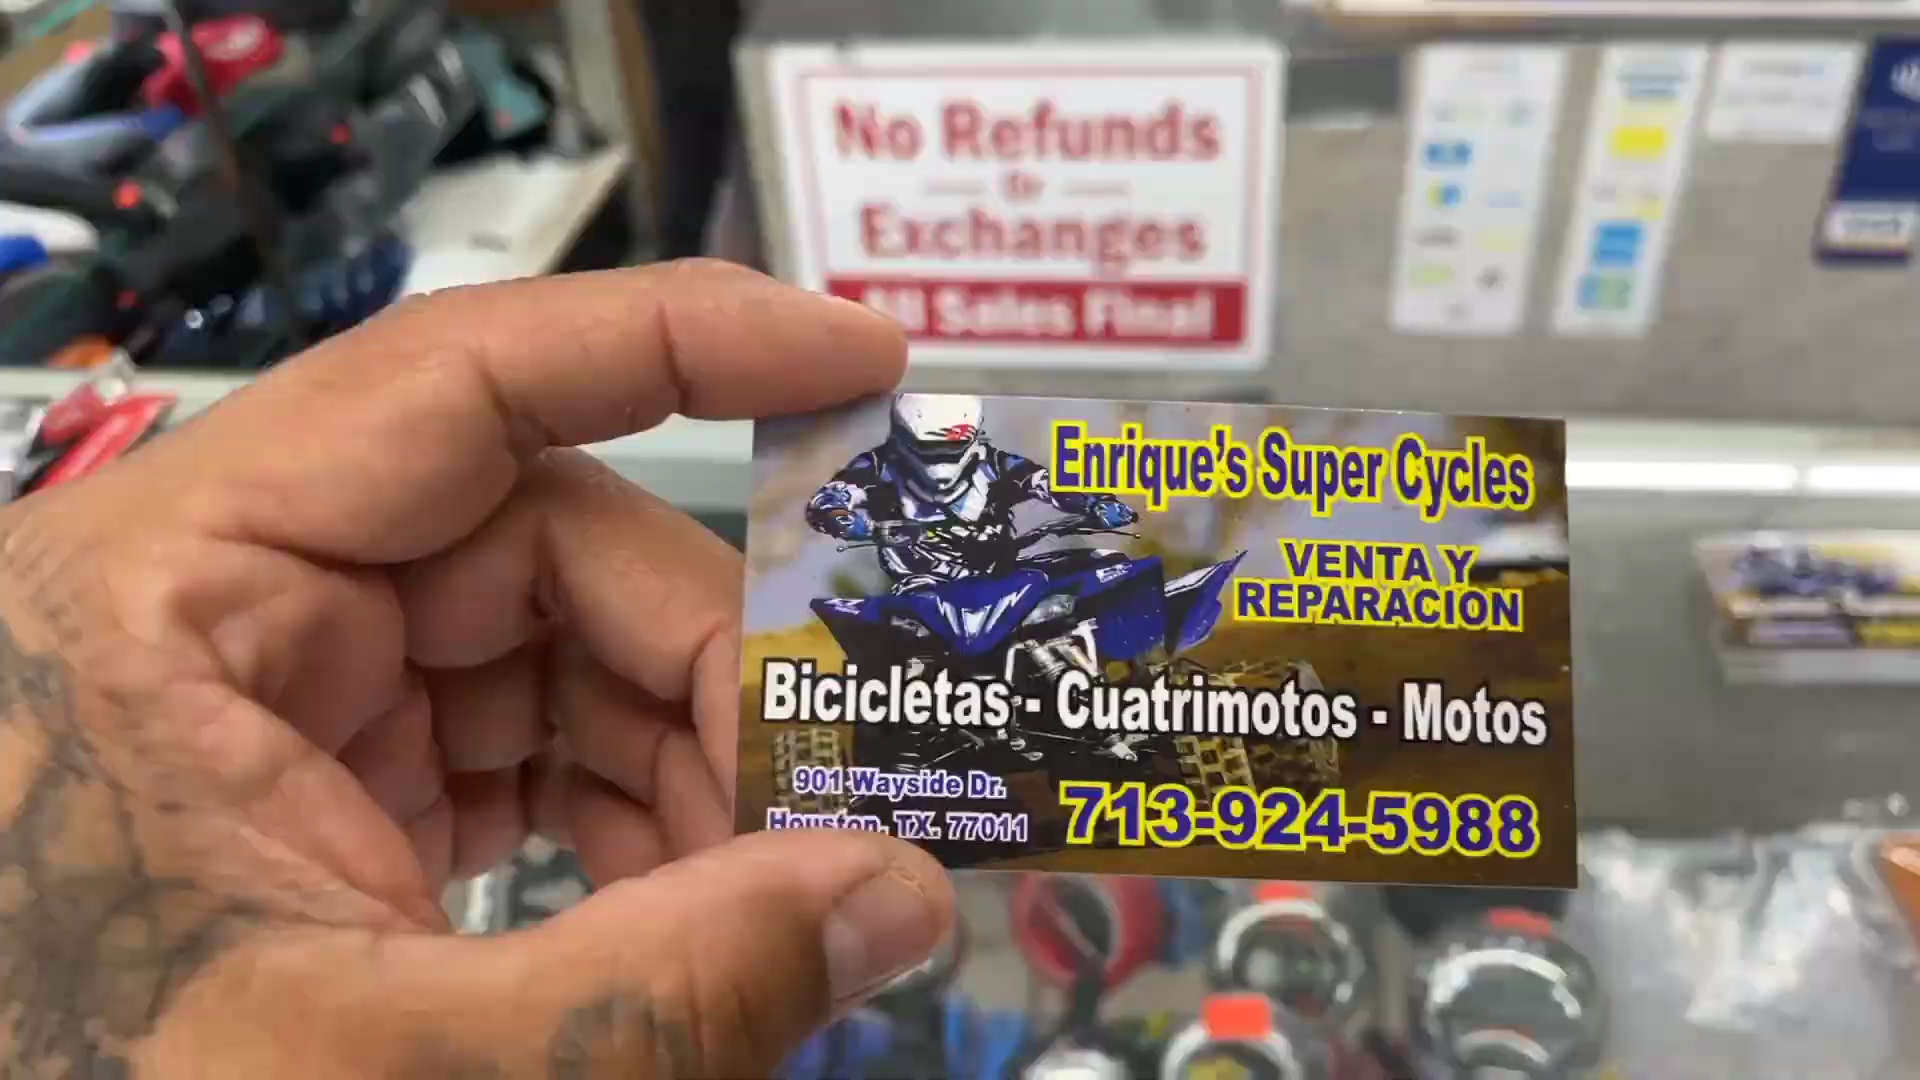 No Refunds
Or
Exchanges
All Sales Final
Enrique's Super Cycles
VENTA Y
REPARACION
Bicicletas - Cuatrimotos - Motos
901 Wayside Dr.
Houston, TX. 77011
713-924-5988